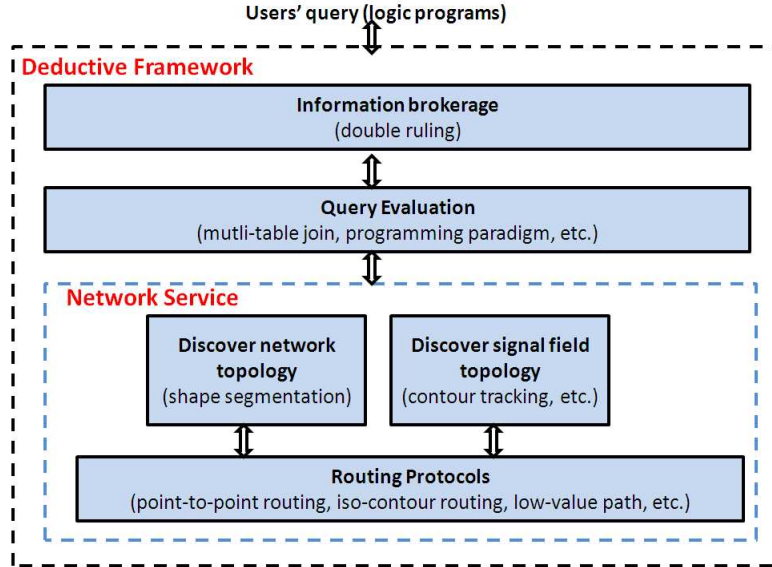 Users' query (logic programs)
Deductive Framework
Information brokerage
(double ruling)
Query Evaluation
(mutli-table join, programming paradigm, etc.)
Network Service
Discover network
topology
(shape segmentation)
Discover signal field
topology
(contour tracking, etc.)
Routing Protocols
(point-to-point routing, iso-contour routing, low-value path, etc.)